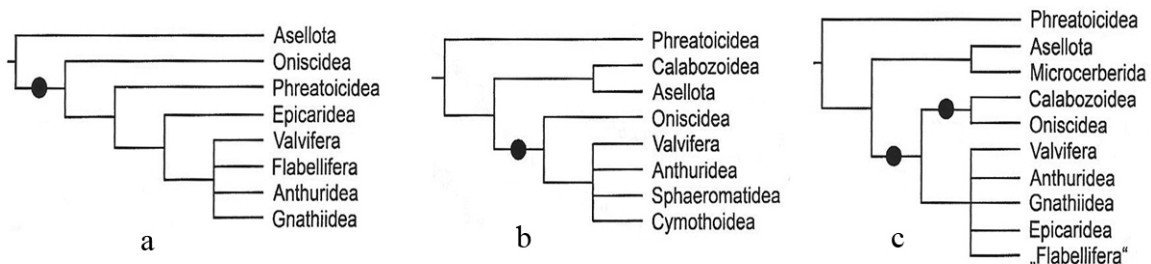 Asellota
Oniscidea
Phreatoicidea
Epicaridea
Valvifera
Flabellifera
Anthuridea
Gnathiidea
a
Phreatoicidea
Calabozoidea
Asellota
Oniscidea
Valvifera
Anthuridea
Sphaeromatidea
Cymothoidea
b
Phreatoicidea
Asellota
Microcerberida
Calabozoidea
Oniscidea
Valvifera
Anthuridea
Gnathiidea
Epicaridea
„Flabellifera“
c